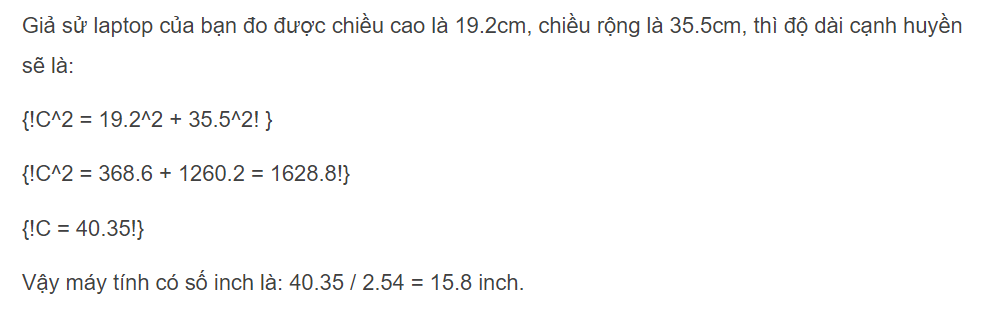 Giả sử laptop của bạn đo được chiều cao là 19.2cm, chiều rộng là 35.5cm, thì độ dài cạnh huyền
sẽ là:
{!C^2 = 19.2^2 + 35.5^2! }
{!C^2 = 368.6 + 1260.2 = 1628.8!}
{!C = 40.35!}
Vậy máy tính có số inch là: 40.35 / 2.54 = 15.8 inch.